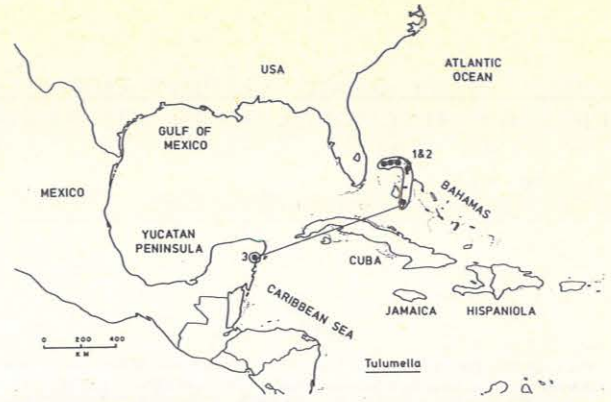 USA
ATLANTIC
OCEAN
GULF OF
MEXICO
1&2
MEXICO
BAHAMAS
YUCATAN
PENINSULA
3
CUBA
CARIBBEAN SEA
JAMAICA
HISPANIOLA
0 200 400
KM
Tulumella